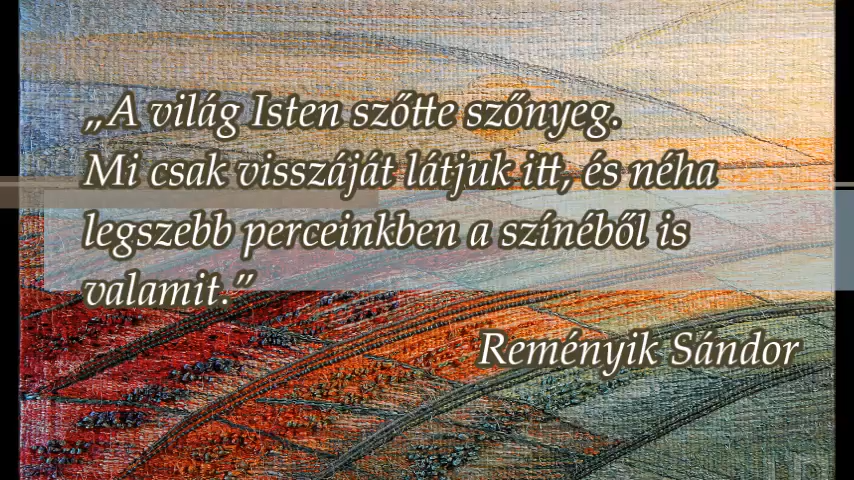 „A világ Isten szőtte szőnyeg.
Mi csak visszáját látjuk itt, és néha
legszebb perceinkben a színéből is
valamit.”
Reményik Sándor